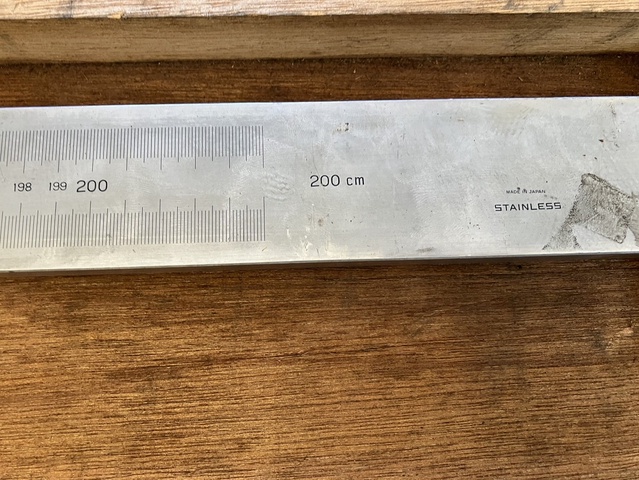 198 199 200
200 cm
MADE IN JAPAN
STAINLESS